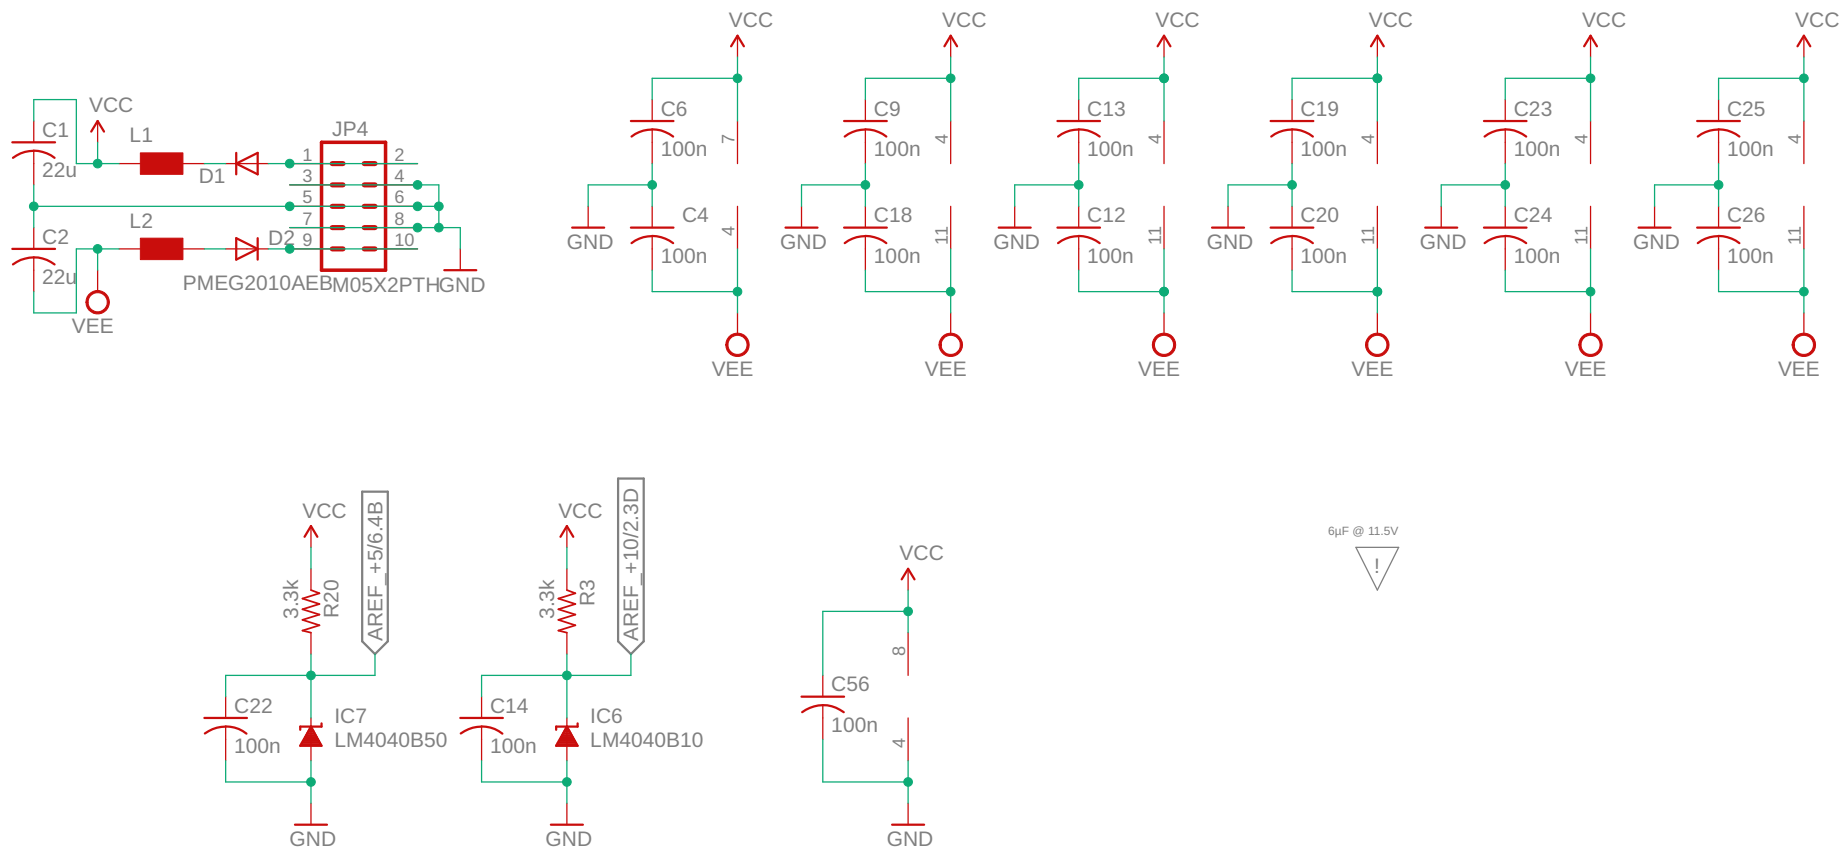 VCC
VCC
VCC
VCC
VCC
VCC
C6
100n
7
GND
C4
100n
4
VEE
C9
100n
4
GND
C18
100n
11
VEE
C13
100n
4
GND
C12
100n
11
VEE
C19
100n
4
GND
C20
100n
11
VEE
C23
100n
4
GND
C24
100n
11
VEE
C25
100n
4
GND
C26
100n
11
VEE
VCC
C1
22u
L1
D1
JP4
1
2
3
4
5
6
7
8
9
10
C2
22u
L2
D2
PMEG2010AEB
M05X2PTH
GND
VEE
VCC
3.3k
R20
AREF_+5/6.4B
C22
100n
IC7
LM4040B50
GND
VCC
3.3k
R3
AREF_+10/2.3D
C14
100n
IC6
LM4040B10
GND
VCC
8
C56
100n
4
GND
6µF @ 11.5V
!